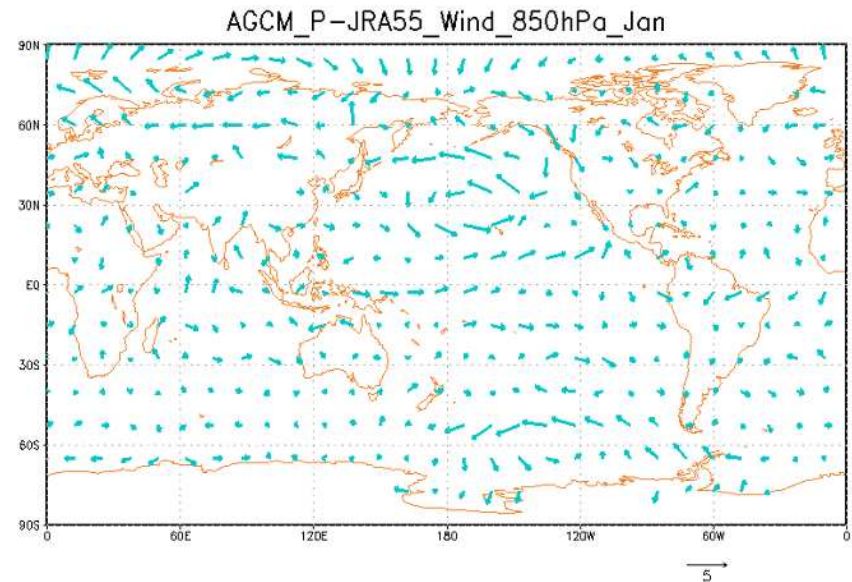 AGCM_P-JRA55_Wind_850hPa_Jan
90N
60N
30N
EQ
30S
60S
90S
0 60E 120E 180 120W 60W 0
5